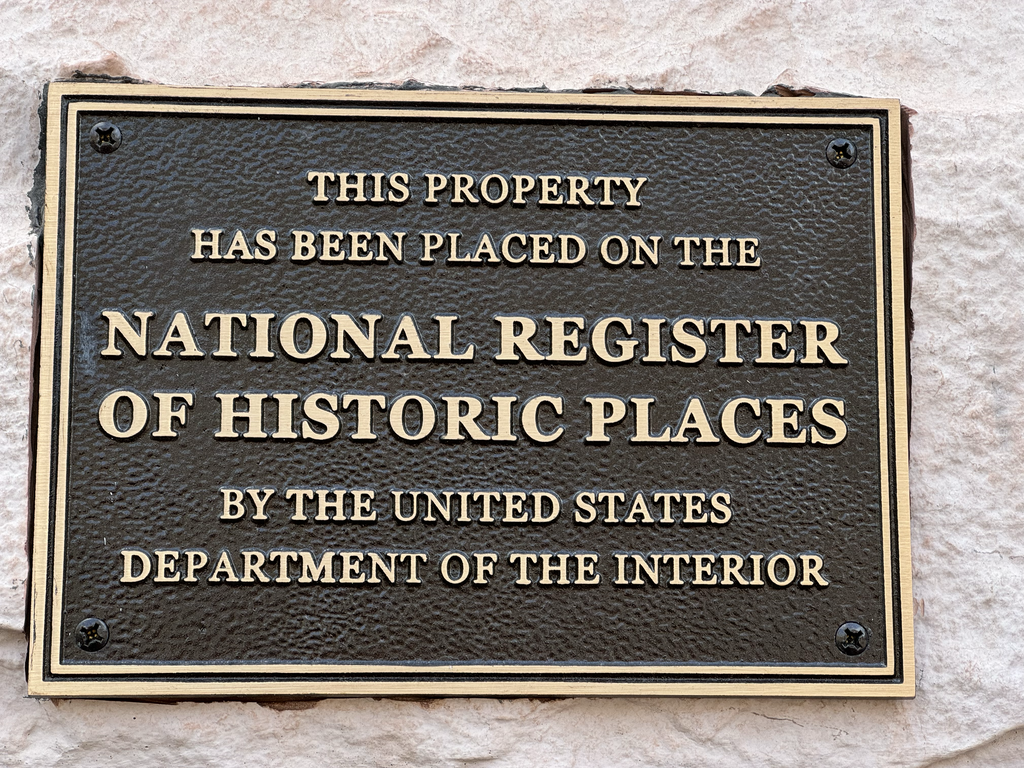 THIS PROPERTY
HAS BEEN PLACED ON THE
NATIONAL REGISTER
OF HISTORIC PLACES
BY THE UNITED STATES
DEPARTMENT OF THE INTERIOR